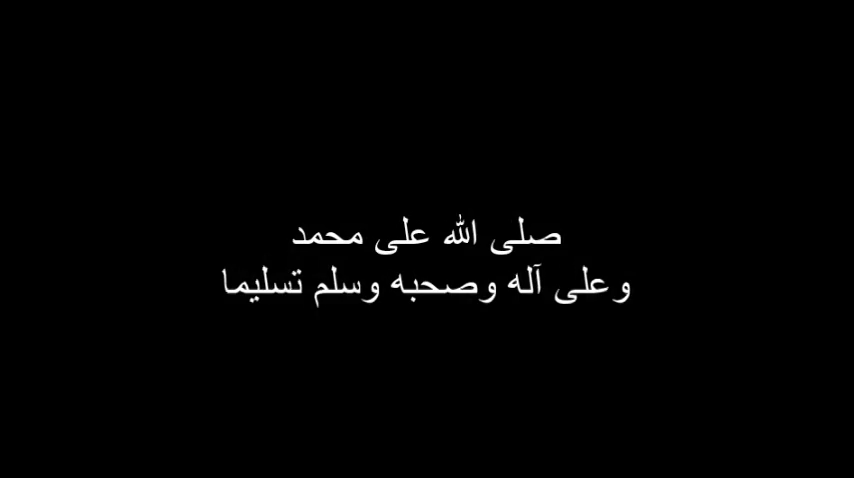 صلى الله على محمد
وعلى آله وصحبه وسلم تسليما